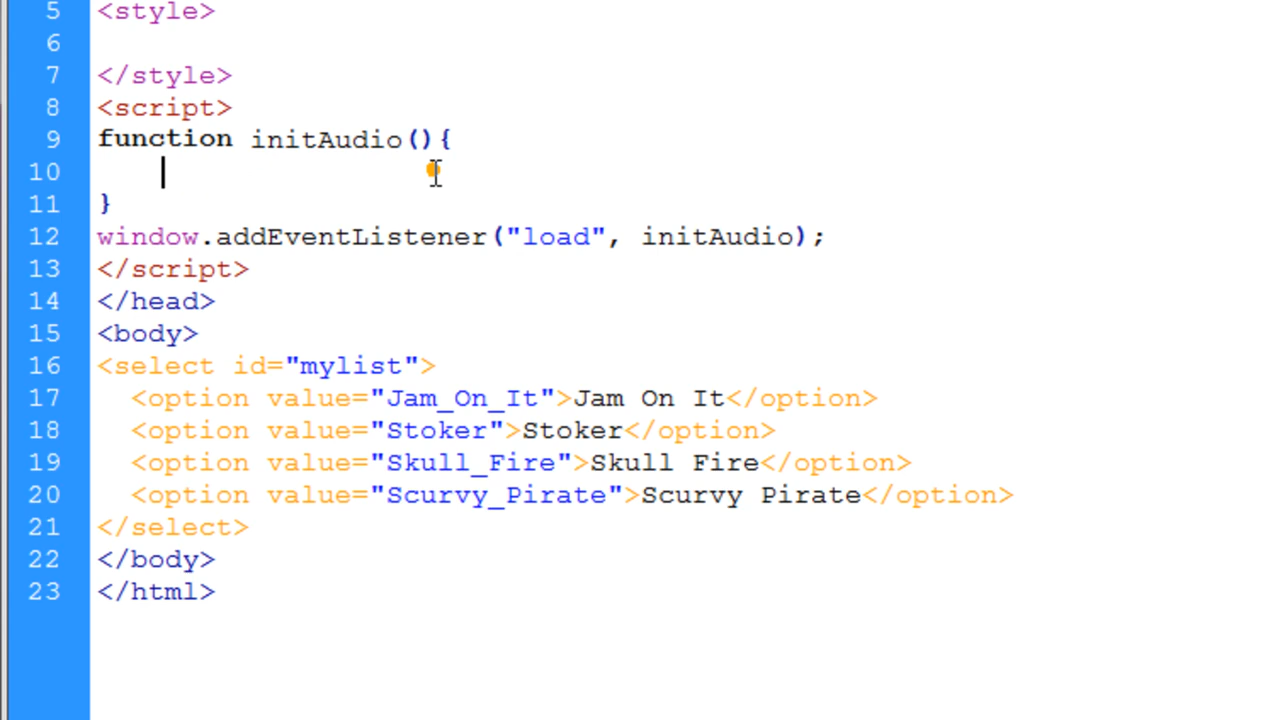 5 <style>
6
7 </style>
8 <script>
9 function initAudio(){
10
11 }
12 window.addEventListener("load", initAudio);
13 </script>
14 </head>
15 <body>
16 <select id="mylist">
17   <option value="Jam_On_It">Jam On It</option>
18   <option value="Stoker">Stoker</option>
19   <option value="Skull_Fire">Skull Fire</option>
20   <option value="Scurvy_Pirate">Scurvy Pirate</option>
21 </select>
22 </body>
23 </html>